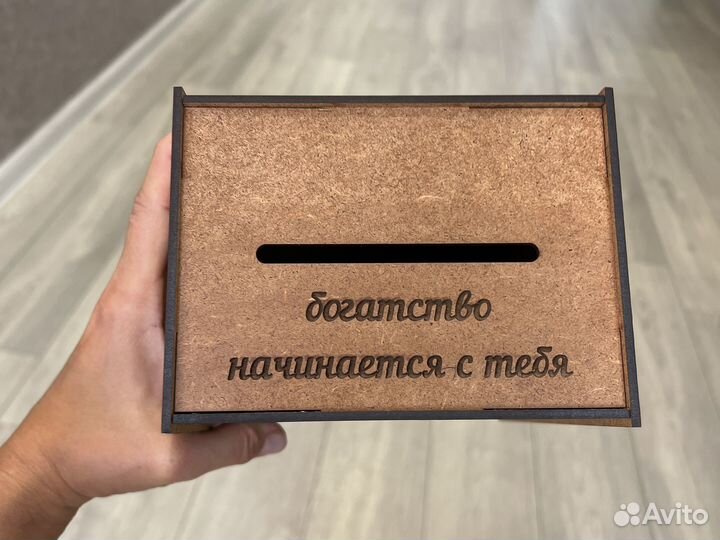 богатство
начинается с тебя
Avito